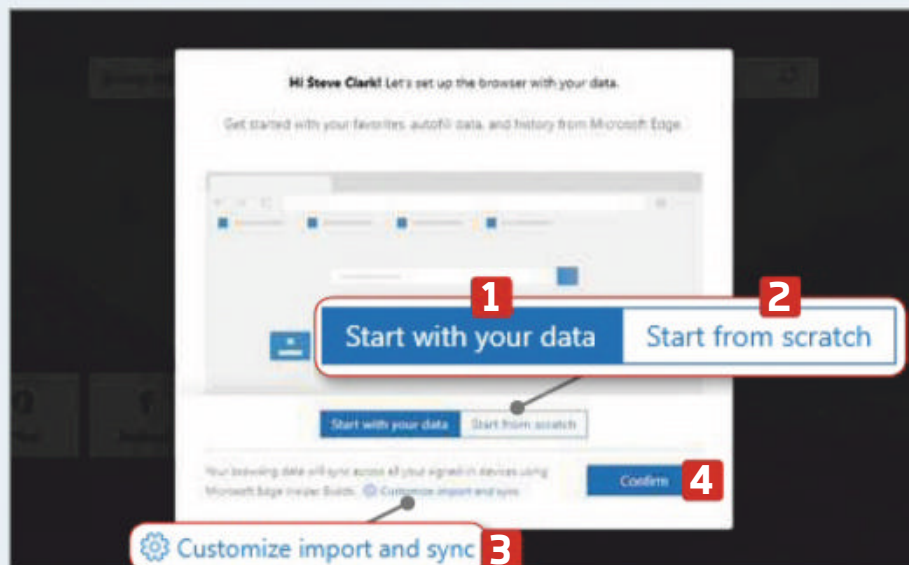 Hi Steve Clark! Let's set up the browser with your data.
Get started with your favorites, autofill data, and history from Microsoft Edge.
1
2
Start with your data
Start from scratch
Start with your data
Start from scratch
Your browsing data will sync across all your signed-in devices using
Microsoft Edge Insider Builds. Customize import and sync
Confirm
4
Customize import and sync
3